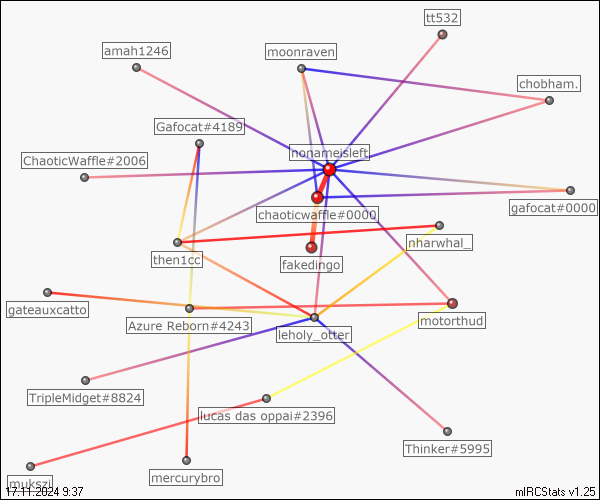 tt532
amah1246
moonraven
chobham.
Gafocat#4189
nonameisleft
ChaoticWaffle#2006
gafocat#0000
chaoticwaffle#0000
nharwhal_
then1cc
fakedingo
gateauxcatto
Azure Reborn#4243
motorthud
leholy_otter
TripleMidget#8824
lucas das oppai#2396
Thinker#5995
mercurybro
mukszi
17.11.2024 9:37
mIRCStats v1.25